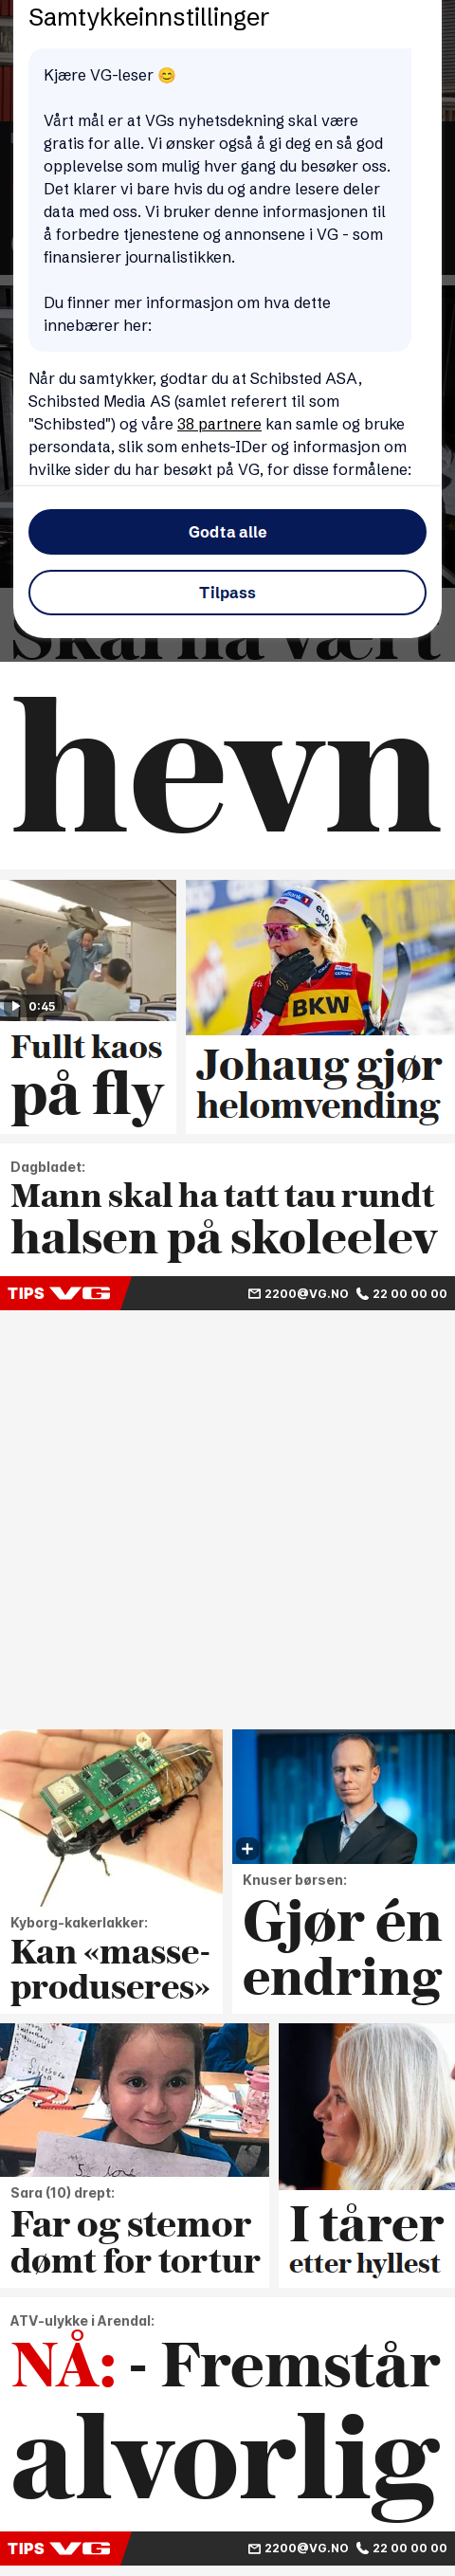 Samtykkeinnstillinger
Kjære VG-leser 😊
Vårt mål er at VGs nyhetsdekning skal være
gratis for alle. Vi ønsker også å gi deg en så god
opplevelse som mulig hver gang du besøker oss.
Det klarer vi bare hvis du og andre lesere deler
data med oss. Vi bruker denne informasjonen til
å forbedre tjenestene og annonsene i VG - som
finansierer journalistikken.
Du finner mer informasjon om hva dette
innebærer her:
Når du samtykker, godtar du at Schibsted ASA,
Schibsted Media AS (samlet referert til som
"Schibsted") og våre 38 partnere kan samle og bruke
persondata, slik som enhets-IDer og informasjon om
hvilke sider du har besøkt på VG, for disse formålene:
Godta alle
Tilpass
Skal ha vært
hevn
0:45
Fullt kaos
på fly
BKW
Johaug gjør
helomvending
Dagbladet:
Mann skal ha tatt tau rundt
halsen på skoleelev
TIPS VG 2200@VG.NO 22 00 00 00
Kyborg-kakerlakker:
Kan «masse-
produseres»
Knuser børsen:
Gjør én
endring
Sara (10) drept:
Far og stemor
dømt for tortur
I tårer
etter hyllest
ATV-ulykke i Arendal:
NÅ: - Fremstår
alvorlig
TIPS VG 2200@VG.NO 22 00 00 00